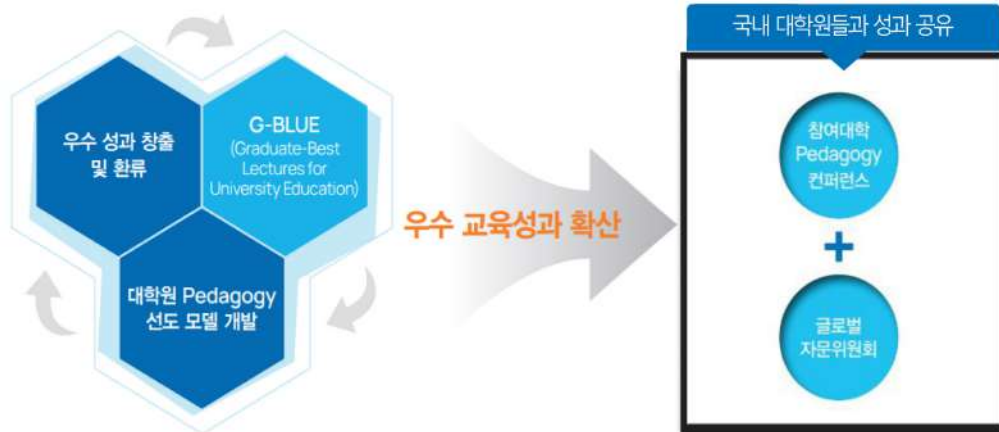 우수 성과 창출
및 환류
G-BLUE
(Graduate-Best
Lectures for
University Education)
대학원 Pedagogy
선도 모델 개발
우수 교육성과 확산
국내 대학원들과 성과 공유
참여대학
Pedagogy
컨퍼런스
+
글로벌
자문위원회